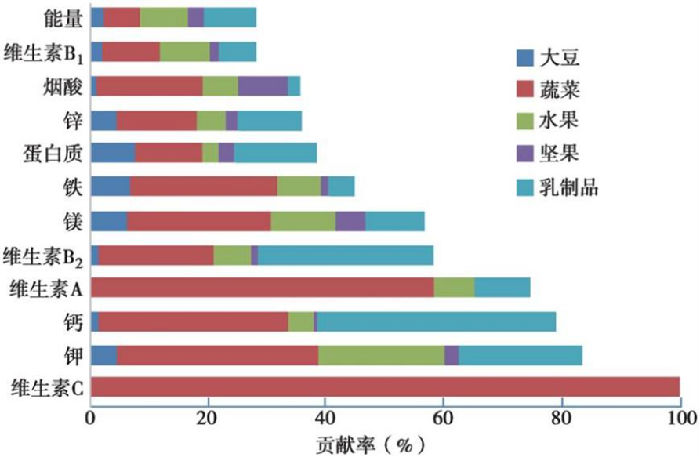 能量
维生素B₁
烟酸
锌
蛋白质
铁
镁
维生素B₂
维生素A
钙
钾
维生素C
大豆
蔬菜
水果
坚果
乳制品
0 20 40 60 80 100
贡献率（%）